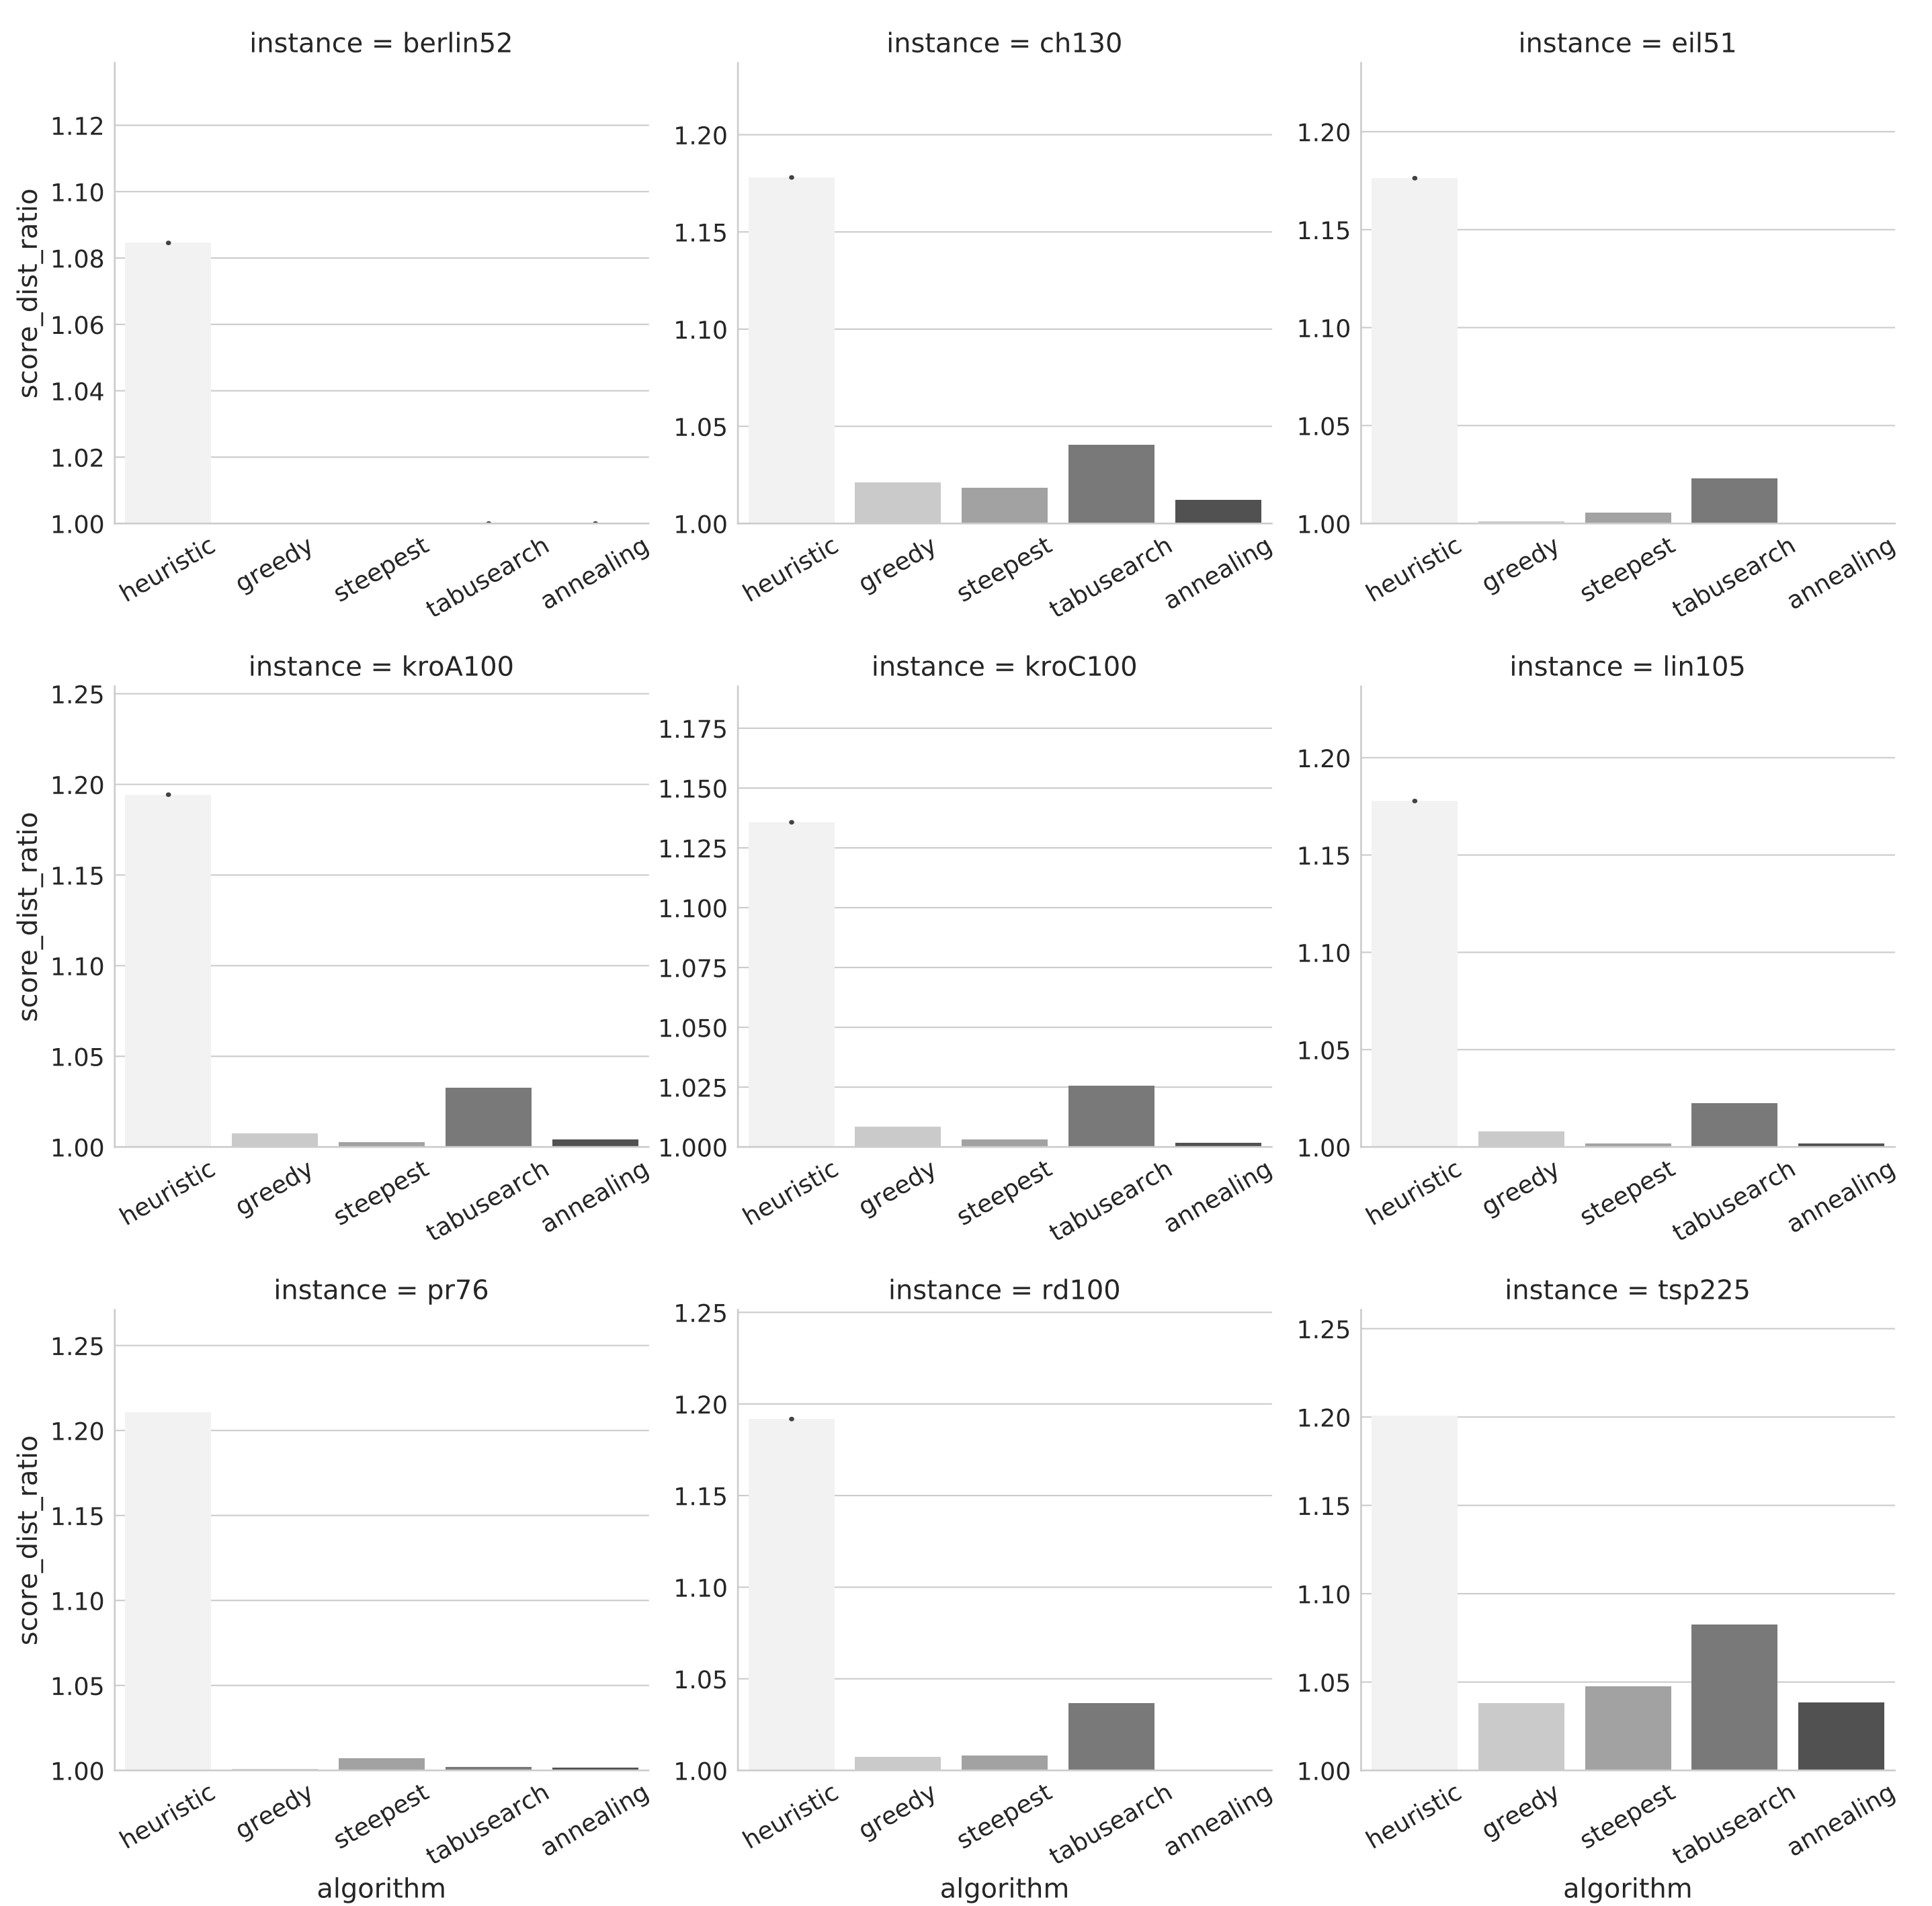 instance = berlin52
score_dist_ratio
1.12
1.10
1.08
1.06
1.04
1.02
1.00
heuristic
greedy
steepest
tabusearch
annealing
instance = ch130
1.20
1.15
1.10
1.05
1.00
heuristic
greedy
steepest
tabusearch
annealing
instance = eil51
1.20
1.15
1.10
1.05
1.00
heuristic
greedy
steepest
tabusearch
annealing
instance = kroA100
score_dist_ratio
1.25
1.20
1.15
1.10
1.05
1.00
heuristic
greedy
steepest
tabusearch
annealing
instance = kroC100
1.175
1.150
1.125
1.100
1.075
1.050
1.025
1.000
heuristic
greedy
steepest
tabusearch
annealing
instance = lin105
1.20
1.15
1.10
1.05
1.00
heuristic
greedy
steepest
tabusearch
annealing
instance = pr76
score_dist_ratio
1.25
1.20
1.15
1.10
1.05
1.00
heuristic
greedy
steepest
tabusearch
annealing
algorithm
instance = rd100
1.25
1.20
1.15
1.10
1.05
1.00
heuristic
greedy
steepest
tabusearch
annealing
algorithm
instance = tsp225
1.25
1.20
1.15
1.10
1.05
1.00
heuristic
greedy
steepest
tabusearch
annealing
algorithm